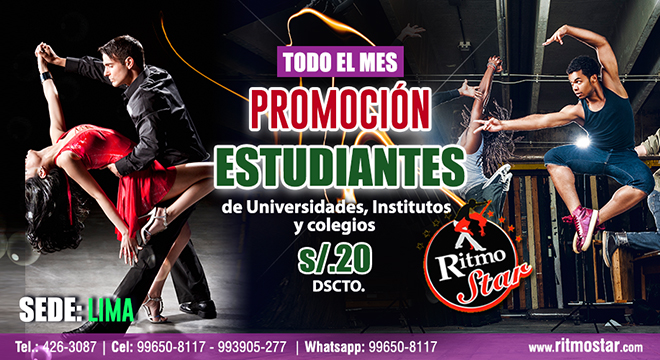 TODO EL MES
PROMOCIÓN
ESTUDIANTES
de Universidades, Institutos
y colegios
s/.20
DSCTO.
Ritmo
Star
SEDE: LIMA
Tel.: 426-3087 | Cel: 99650-8117 - 993905-277 | Whatsapp: 99650-8117
www.ritmostar.com